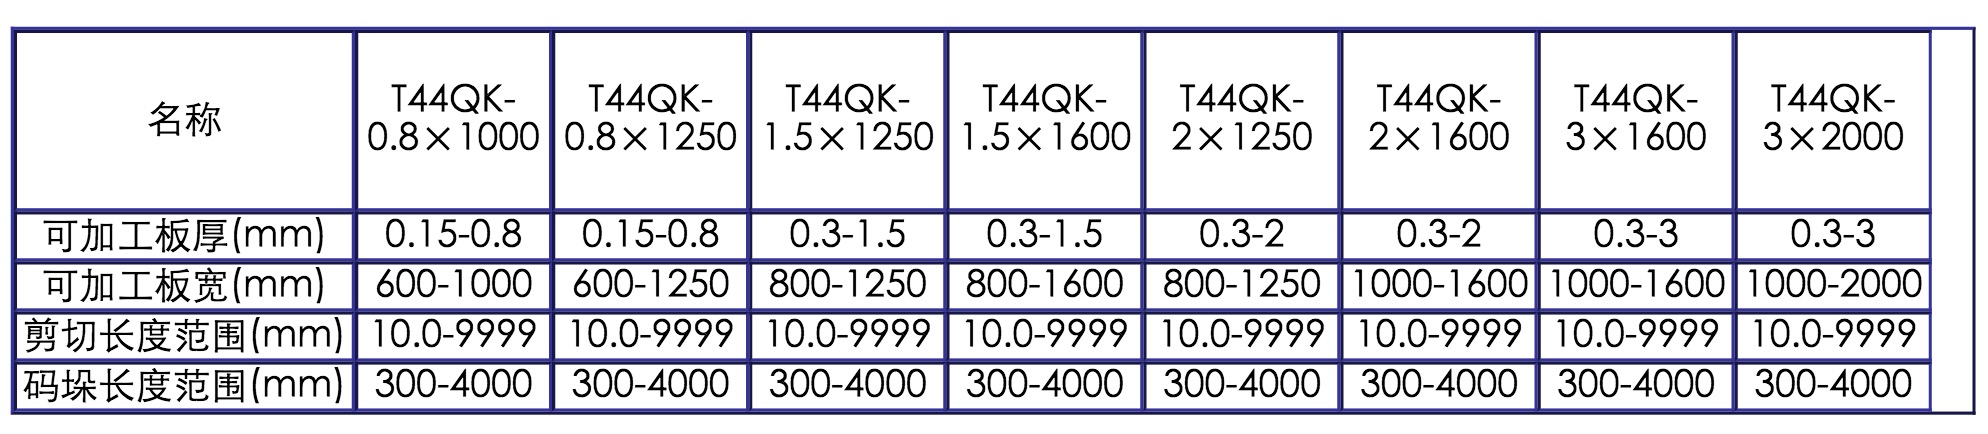 名称 T44QK-0.8×1000 T44QK-0.8×1250 T44QK-1.5×1250 T44QK-1.5×1600 T44QK-2×1250 T44QK-2×1600 T44QK-3×1600 T44QK-3×2000
可加工板厚(mm) 0.15-0.8 0.15-0.8 0.3-1.5 0.3-1.5 0.3-2 0.3-2 0.3-3 0.3-3
可加工板宽(mm) 600-1000 600-1250 800-1250 800-1600 800-1250 1000-1600 1000-1600 1000-2000
剪切长度范围(mm) 10.0-9999 10.0-9999 10.0-9999 10.0-9999 10.0-9999 10.0-9999 10.0-9999 10.0-9999
码垛长度范围(mm) 300-4000 300-4000 300-4000 300-4000 300-4000 300-4000 300-4000 300-4000